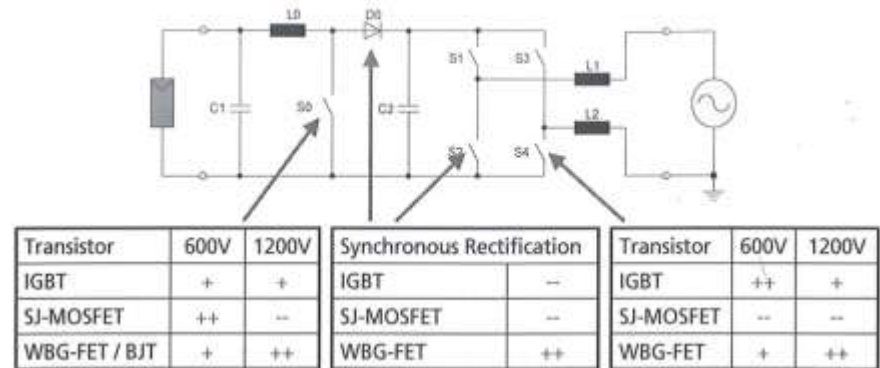 L0 D0
S1 S3
L1
C1 S0 C2
L2
S2 S4
Transistor 600V 1200V
IGBT + +
SJ-MOSFET ++ --
WBG-FET / BJT + ++
Synchronous Rectification
IGBT --
SJ-MOSFET --
WBG-FET ++
Transistor 600V 1200V
IGBT ++ +
SJ-MOSFET -- --
WBG-FET + ++